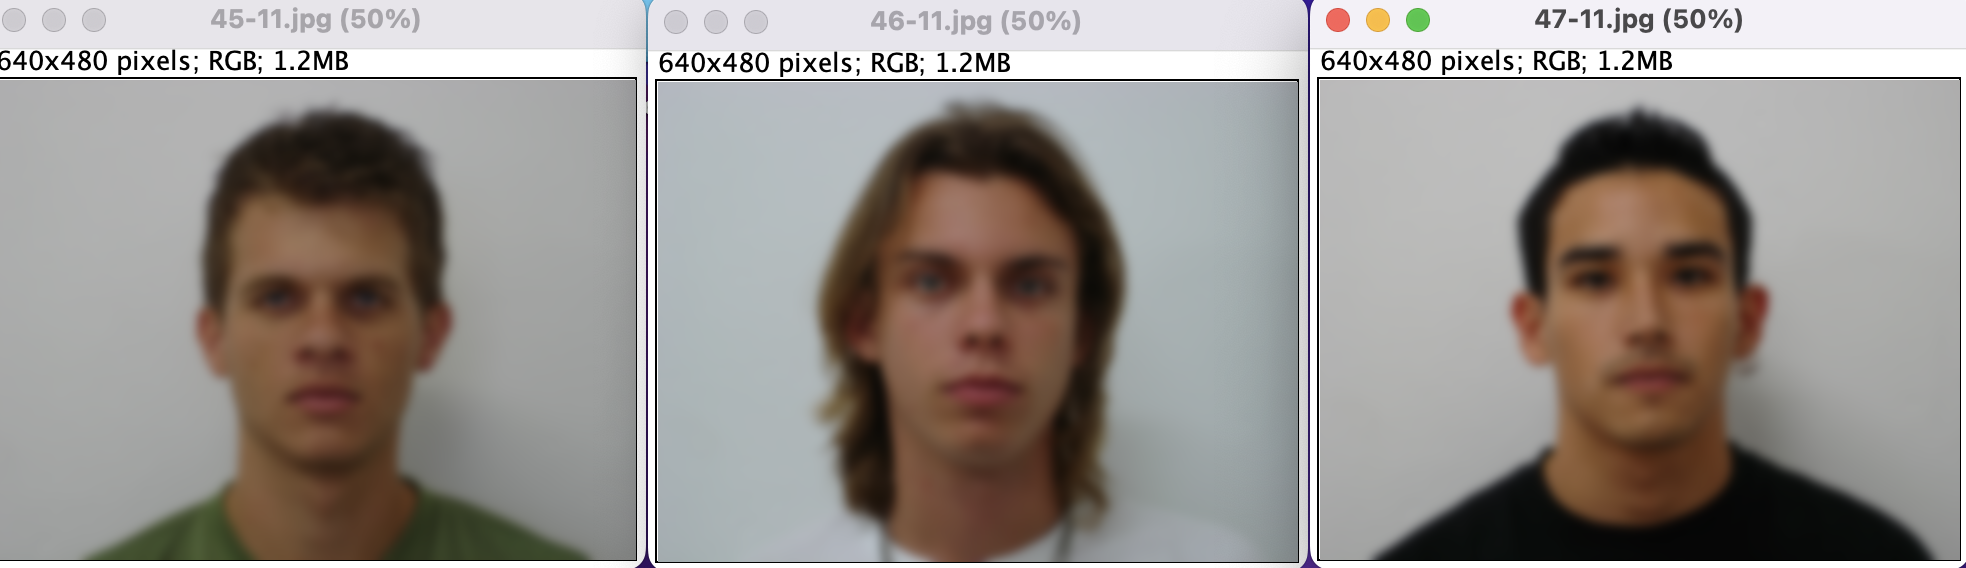 45-11.jpg (50%)
640x480 pixels; RGB; 1.2MB
46-11.jpg (50%)
640x480 pixels; RGB; 1.2MB
47-11.jpg (50%)
640x480 pixels; RGB; 1.2MB